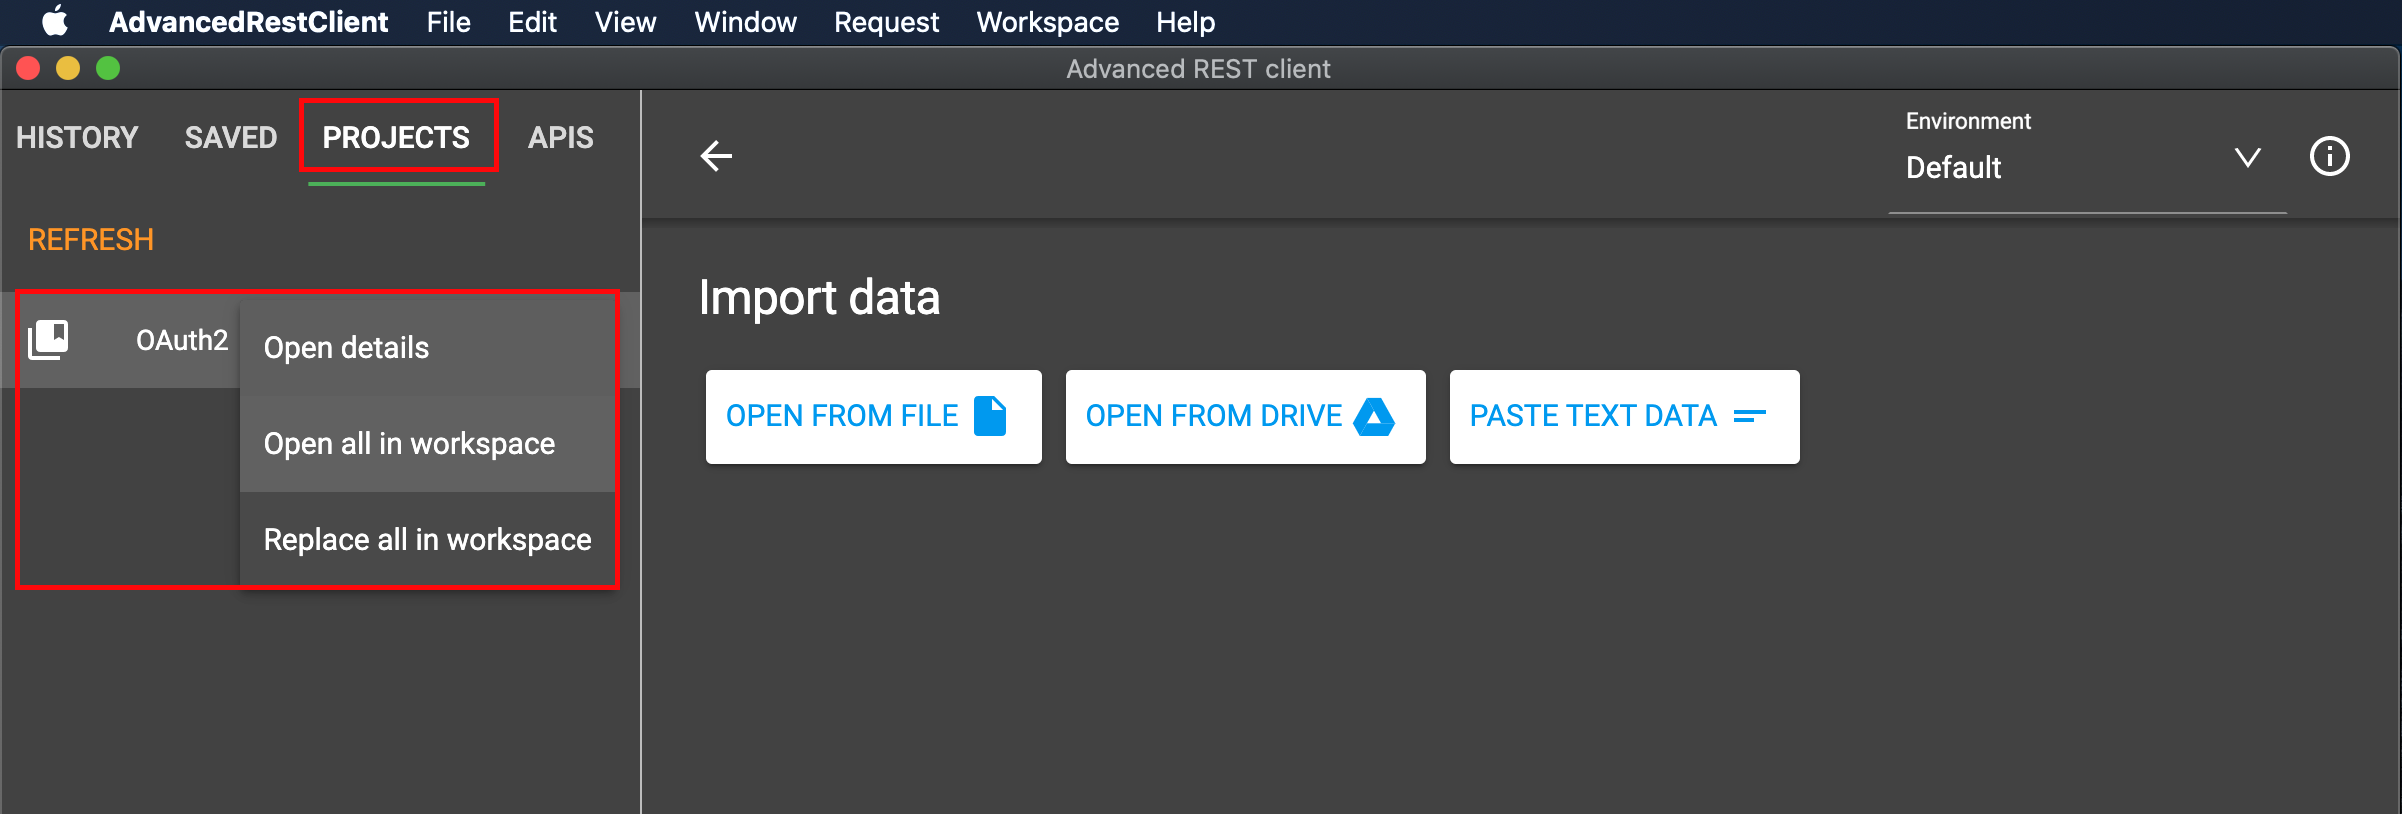 AdvancedRestClient File Edit View Window Request Workspace Help
Advanced REST client
HISTORY SAVED PROJECTS APIS
REFRESH
OAuth2
Open details
Open all in workspace
Replace all in workspace
Environment
Default
Import data
OPEN FROM FILE OPEN FROM DRIVE PASTE TEXT DATA